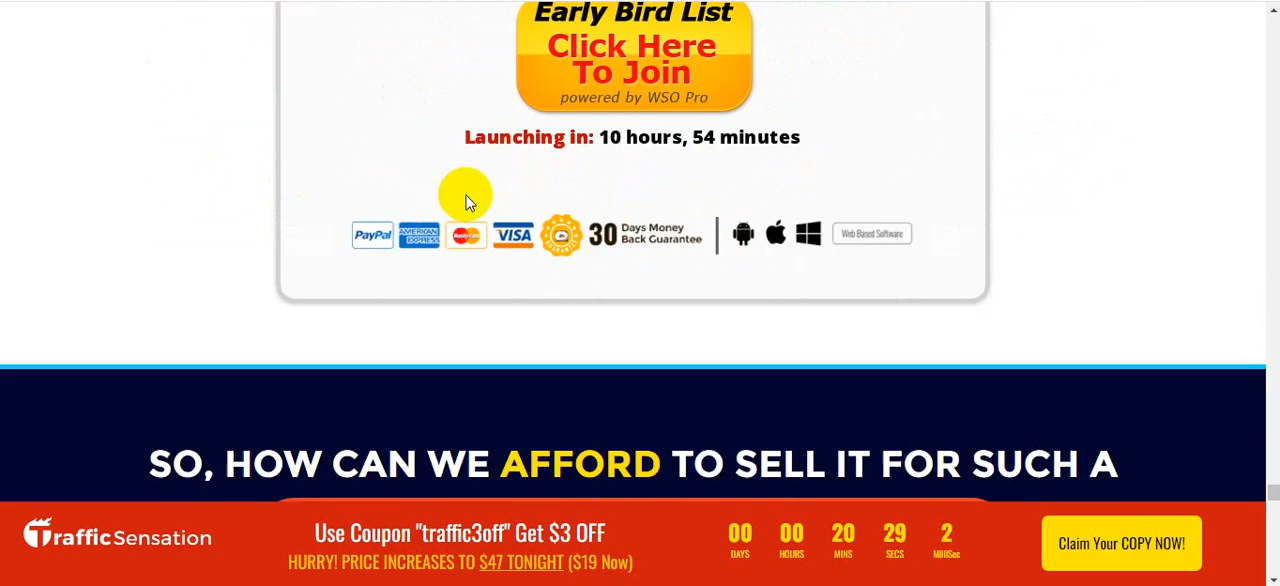 Early Bird List
Click Here
To Join
powered by WSO Pro
Launching in: 10 hours, 54 minutes
PayPal AMERICAN EXPRESS MasterCard VISA GUARANTEE 30 Days Money Back Guarantee Web Based Software
SO, HOW CAN WE AFFORD TO SELL IT FOR SUCH A
TrafficSensation
Use Coupon "traffic3off" Get $3 OFF
HURRY! PRICE INCREASES TO $47 TONIGHT ($19 Now)
00 00 20 29 2
DAYS HOURS MINS SECS MilliSec
Claim Your COPY NOW!